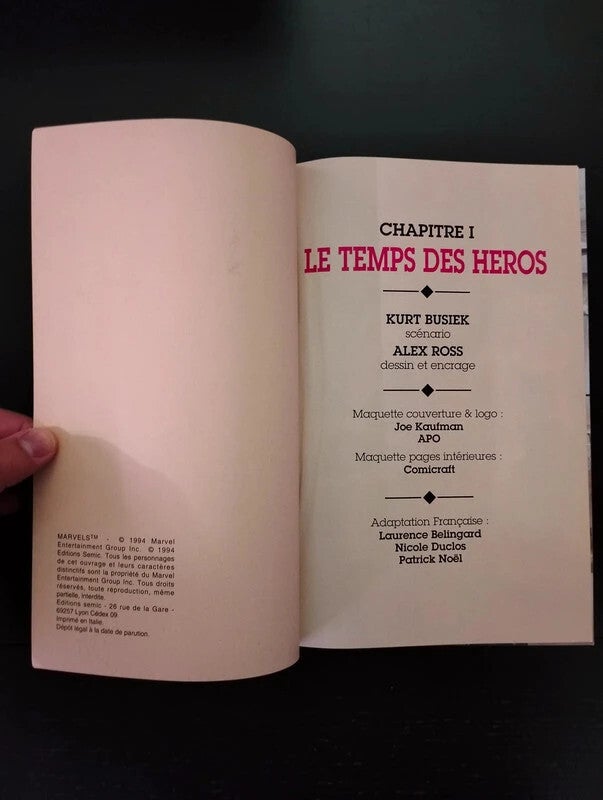 MARVELS™ - © 1994 Marvel
Entertainment Group Inc. © 1994
Editions Semic. Tous les personnages
de cet ouvrage et leurs caractères
distinctifs sont la propriété du Marvel
Entertainment Group Inc. Tous droits
réservés, toute reproduction, même
partielle, interdite.
Editions semic - 26 rue de la Gare -
69257 Lyon Cédex 09.
Imprimé en Italie.
Dépôt légal à la date de parution.
CHAPITRE I
LE TEMPS DES HEROS
KURT BUSIEK
scénario
ALEX ROSS
dessin et encrage
Maquette couverture & logo :
Joe Kaufman
APO
Maquette pages intérieures :
Comicraft
Adaptation Française :
Laurence Belingard
Nicole Duclos
Patrick Noël